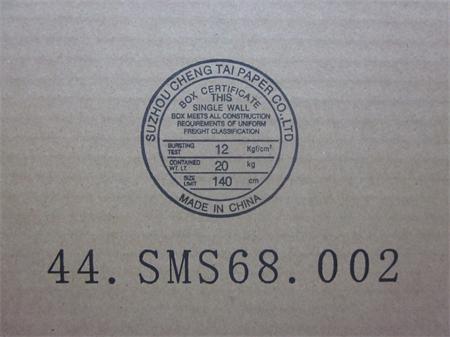 SUZHOU CHENG TAI PAPER CO.,LTD
BOX CERTIFICATE
THIS
SINGLE WALL
BOX MEETS ALL CONSTRUCTION
REQUIREMENTS OF UNIFORM
FREIGHT CLASSIFICATION
BURSTING TEST 12 Kgf/cm²
CONTAINED WT. LT. 20 kg
SIZE LIMIT 140 cm
MADE IN CHINA
44.SMS68.002